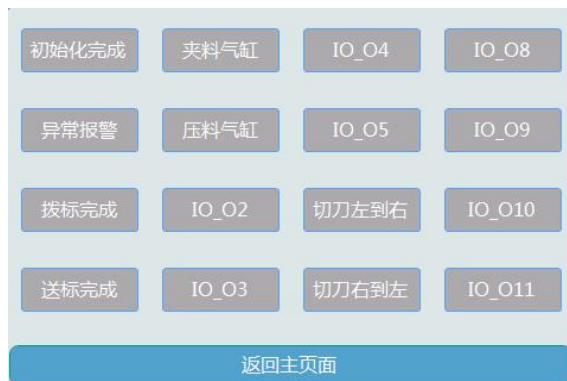 初始化完成 夹料气缸 IO_O4 IO_O8
异常报警 压料气缸 IO_O5 IO_O9
拨标完成 IO_O2 切刀左到右 IO_O10
送标完成 IO_O3 切刀右到左 IO_O11
返回主页面